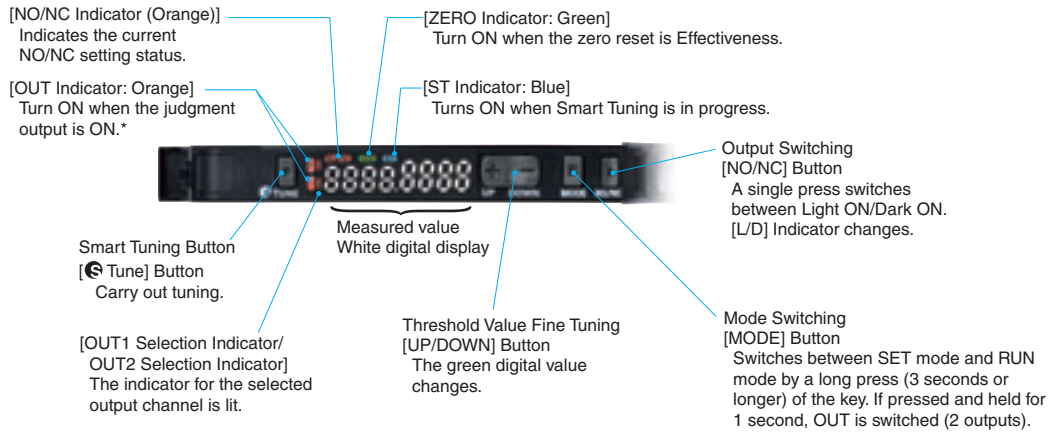 [NO/NC Indicator (Orange)]
Indicates the current
NO/NC setting status.
[ZERO Indicator: Green]
Turn ON when the zero reset is Effectiveness.
[OUT Indicator: Orange]
Turn ON when the judgment
output is ON.*
[ST Indicator: Blue]
Turns ON when Smart Tuning is in progress.
Output Switching
[NO/NC] Button
A single press switches
between Light ON/Dark ON.
[L/D] Indicator changes.
8888.8888
S TUNE
UP DOWN
MODE
NO/NC
Measured value
White digital display
Smart Tuning Button
[S Tune] Button
Carry out tuning.
[OUT1 Selection Indicator/
OUT2 Selection Indicator]
The indicator for the selected
output channel is lit.
Threshold Value Fine Tuning
[UP/DOWN] Button
The green digital value
changes.
Mode Switching
[MODE] Button
Switches between SET mode and RUN
mode by a long press (3 seconds or
longer) of the key. If pressed and held for
1 second, OUT is switched (2 outputs).